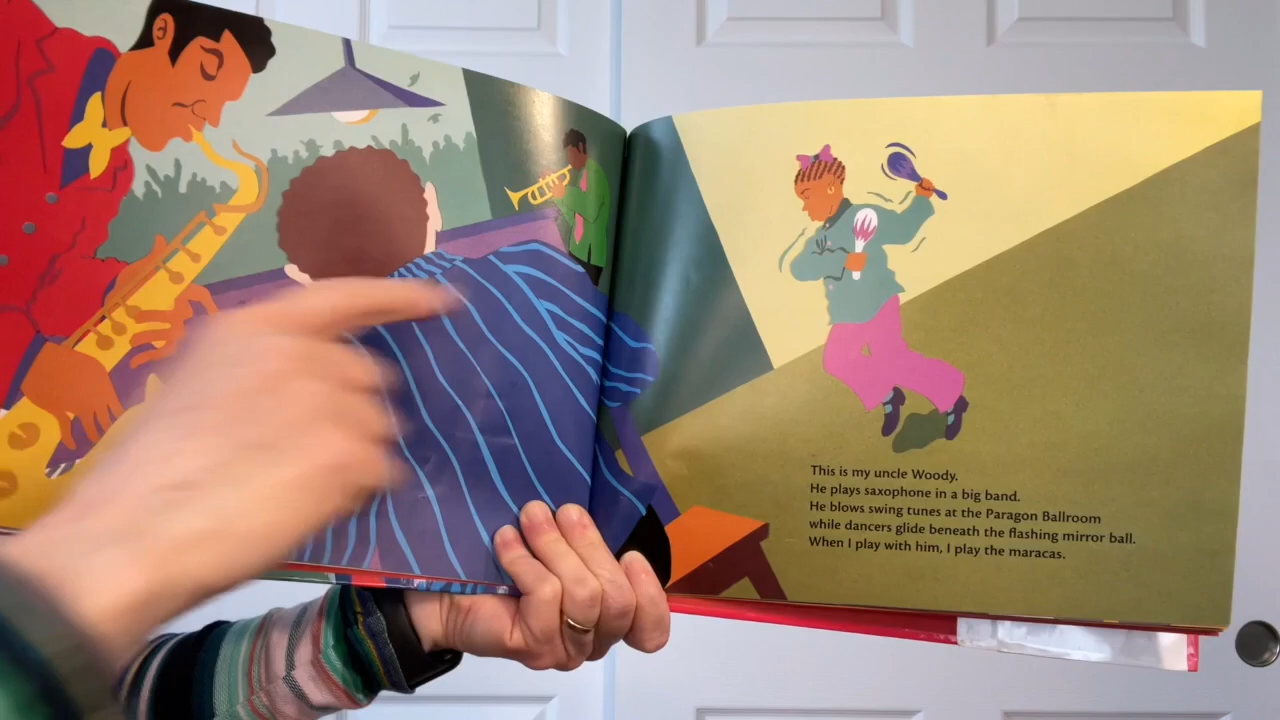 This is my uncle Woody.
He plays saxophone in a big band.
He blows swing tunes at the Paragon Ballroom
while dancers glide beneath the flashing mirror ball.
When I play with him, I play the maracas.